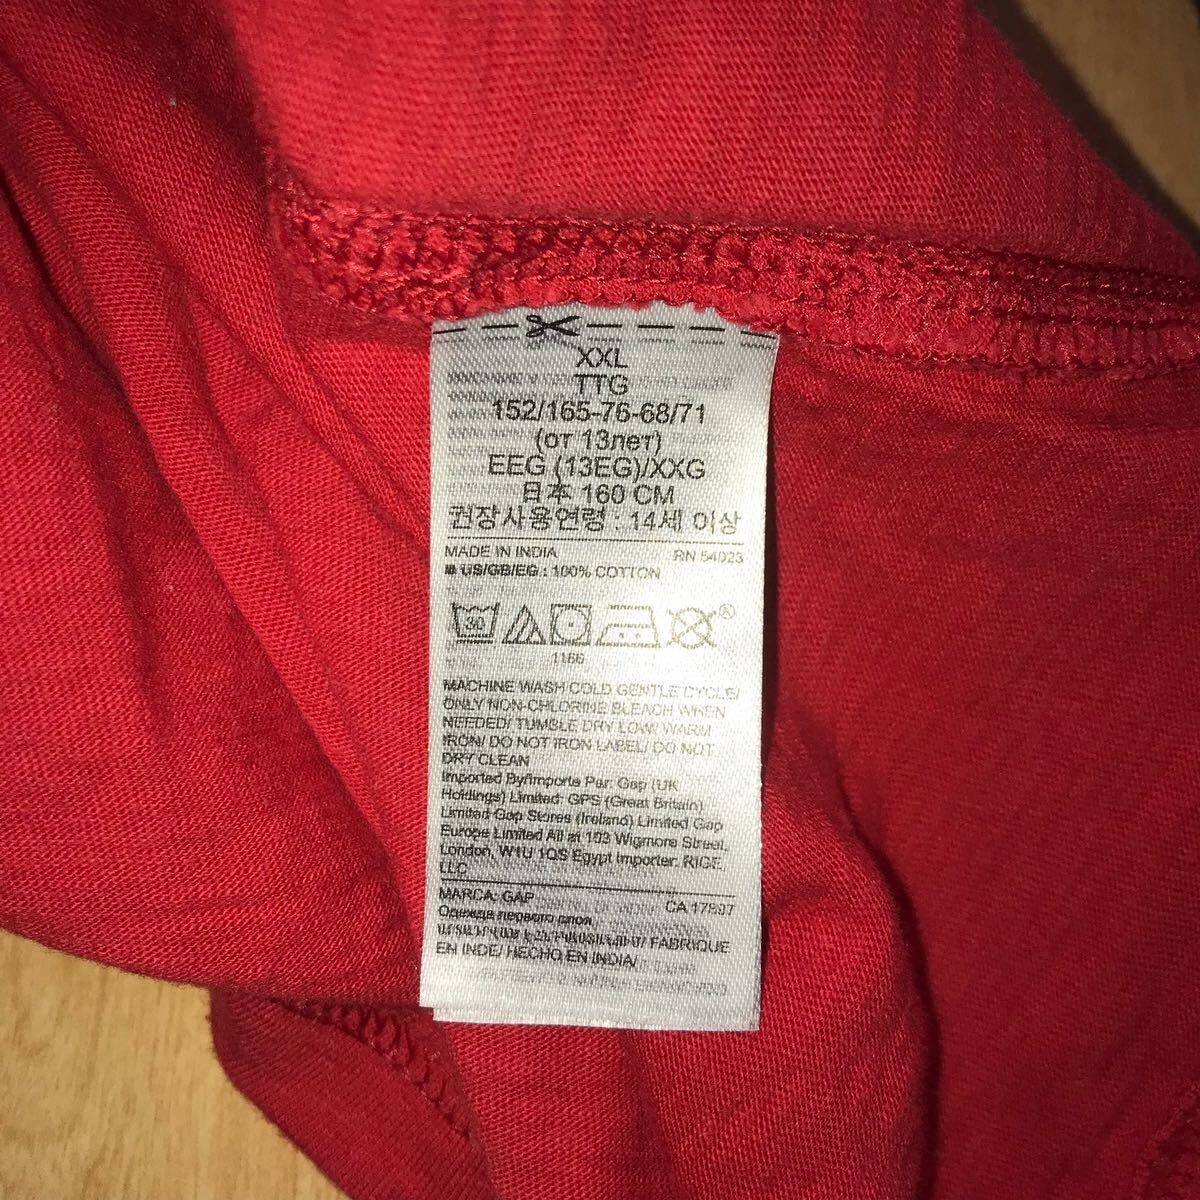 XXL
TTG
152/165-76-68/71
(от 13лет)
EEG (13EG)/XXG
日本 160 CM
권장사용연령 : 14세 이상
MADE IN INDIA RN 54023
US/GB/EG : 100% COTTON
30 ®
1166
MACHINE WASH COLD GENTLE CYCLE/
ONLY NON-CHLORINE BLEACH WHEN
NEEDED/ TUMBLE DRY LOW/ WARM
IRON/ DO NOT IRON LABEL/ DO NOT
DRY CLEAN
Imported By/Importe Par: Gap (UK
Holdings) Limited: GPS (Great Britain)
Limited Gap Stores (Ireland) Limited Gap
Europe Limited All at 193 Wigmore Street.
London, W1U 1QS Egypt Importer: RIGE
LLC
MARCA: GAP CA 17897
Одежда первого слоя
FABRIQUE
EN INDE/ HECHO EN INDIA/